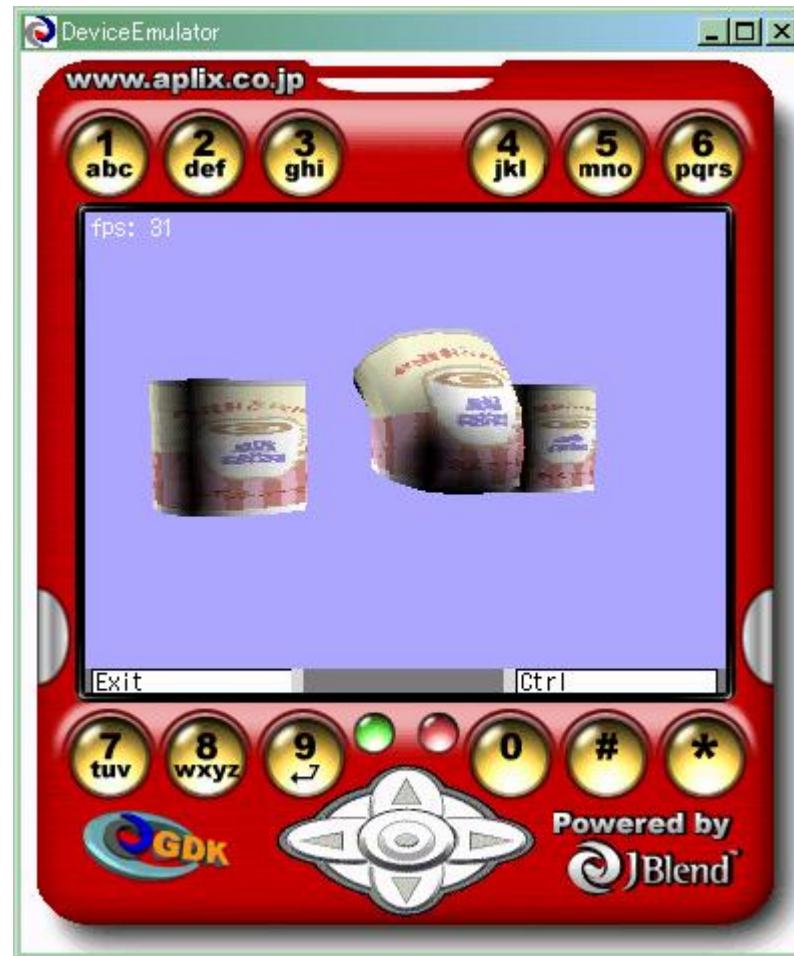 DeviceEmulator
www.aplix.co.jp
1 abc
2 def
3 ghi
4 jkl
5 mno
6 pqrs
fps: 31
Exit
Ctrl
7 tuv
8 wxyz
9
0
#
*
GDK
Powered by
JBlend™